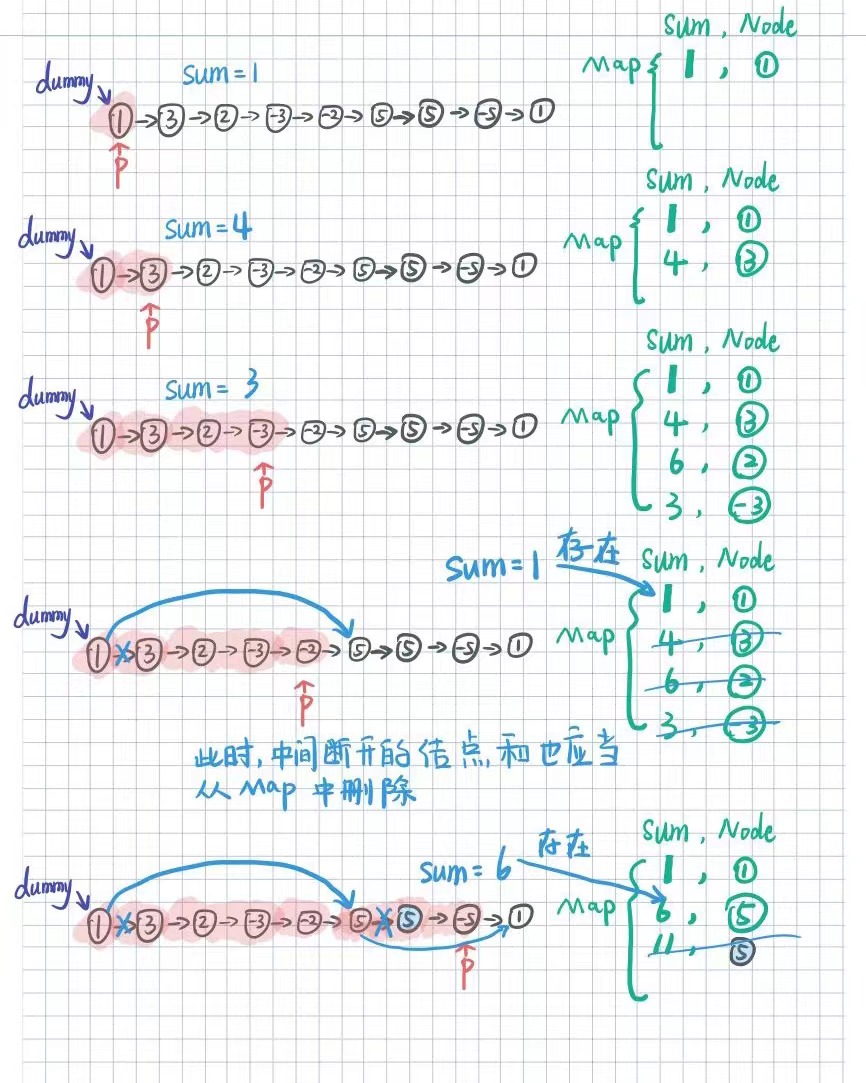 Sum, Node
dummy sum=1 Map { 1, ①
① → ③ → ② → (-3) → (-2) → ⑤ → ⑤ → (-5) → ①
P
Sum, Node
dummy sum=4 Map { 1, ①
① → ③ → ② → (-3) → (-2) → ⑤ → ⑤ → (-5) → ① 4, ③
P
Sum, Node
dummy sum=3 Map { 1, ①
① → ③ → ② → (-3) → (-2) → ⑤ → ⑤ → (-5) → ① 4, ③
6, ②
P 3, (-3)
Sum=1 存在 Sum, Node
dummy Map { 1, ①
① → ③ → ② → (-3) → (-2) → ⑤ → ⑤ → (-5) → ① 4, ③
6, ②
P 3, (-3)
此时,中间断开的结点,和也应当
从Map中删除
Sum, Node
dummy sum=6 存在 Map { 1, ①
① → ③ → ② → (-3) → (-2) → ⑤ → ⑤ → (-5) → ① 6, ⑤
P 11, ⑤